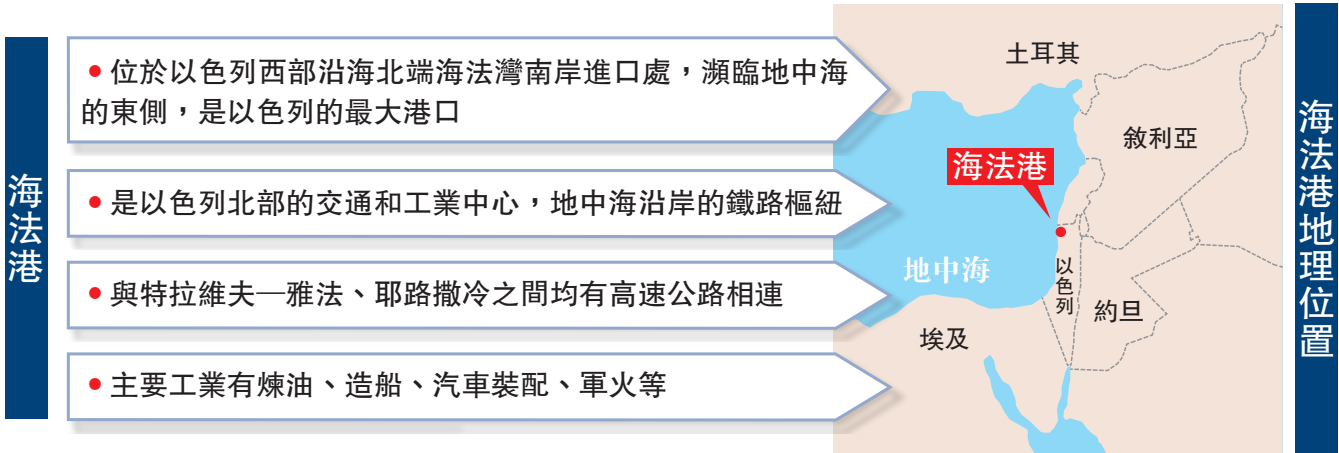 海法港
•位於以色列西部沿海北端海法灣南岸進口處，瀕臨地中海
的東側，是以色列的最大港口
•是以色列北部的交通和工業中心，地中海沿岸的鐵路樞紐
•與特拉維夫—雅法、耶路撒冷之間均有高速公路相連
•主要工業有煉油、造船、汽車裝配、軍火等
土耳其
敘利亞
海法港
地中海
以色列
約旦
埃及
海法港地理位置